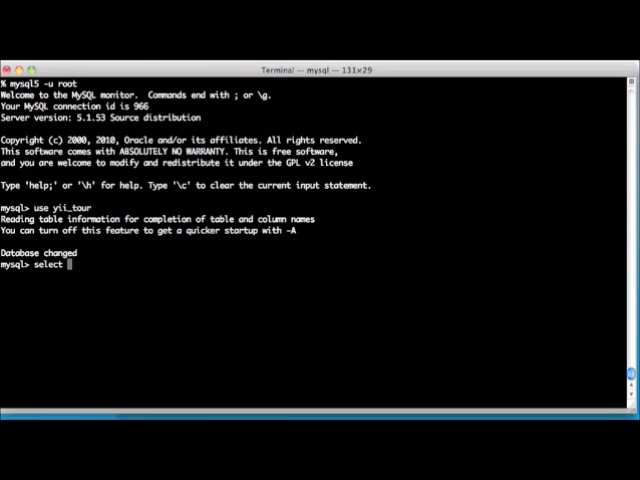 Terminal — mysql — 131×29
% mysql5 -u root
Welcome to the MySQL monitor.  Commands end with ; or \g.
Your MySQL connection id is 966
Server version: 5.1.53 Source distribution
Copyright (c) 2000, 2010, Oracle and/or its affiliates. All rights reserved.
This software comes with ABSOLUTELY NO WARRANTY. This is free software,
and you are welcome to modify and redistribute it under the GPL v2 license
Type 'help;' or '\h' for help. Type '\c' to clear the current input statement.
mysql> use yii_tour
Reading table information for completion of table and column names
You can turn off this feature to get a quicker startup with -A
Database changed
mysql> select